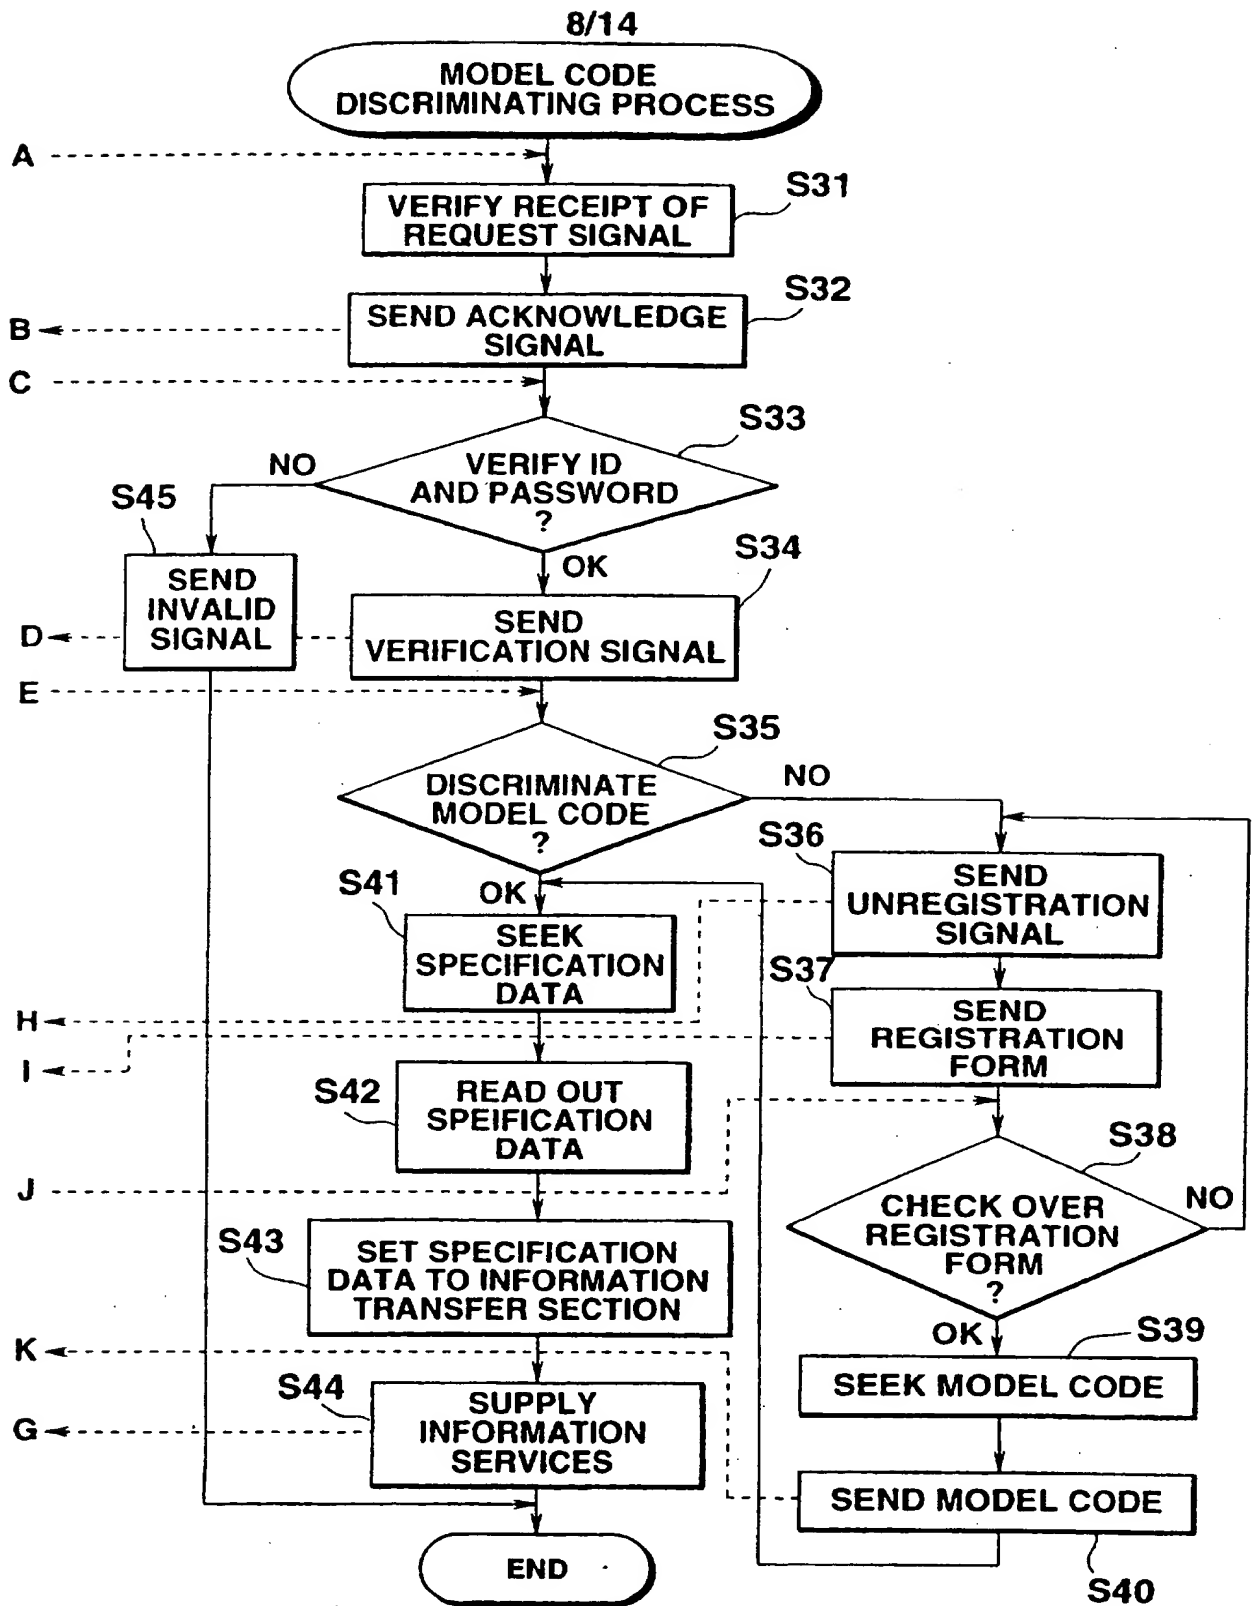 8/14
MODEL CODE
DISCRIMINATING PROCESS
A
S31
VERIFY RECEIPT OF
REQUEST SIGNAL
S32
B
SEND ACKNOWLEDGE
SIGNAL
C
S33
NO
VERIFY ID
AND PASSWORD
?
S45
OK
S34
SEND
INVALID
SIGNAL
D
SEND
VERIFICATION SIGNAL
E
S35
NO
DISCRIMINATE
MODEL CODE
?
S36
SEND
UNREGISTRATION
SIGNAL
S41
OK
SEEK
SPECIFICATION
DATA
S37
SEND
REGISTRATION
FORM
H
I
S42
READ OUT
SPEIFICATION
DATA
J
S38
NO
CHECK OVER
REGISTRATION
FORM
?
S43
SET SPECIFICATION
DATA TO INFORMATION
TRANSFER SECTION
OK
S39
K
SEEK MODEL CODE
S44
SUPPLY
INFORMATION
SERVICES
G
SEND MODEL CODE
S40
END